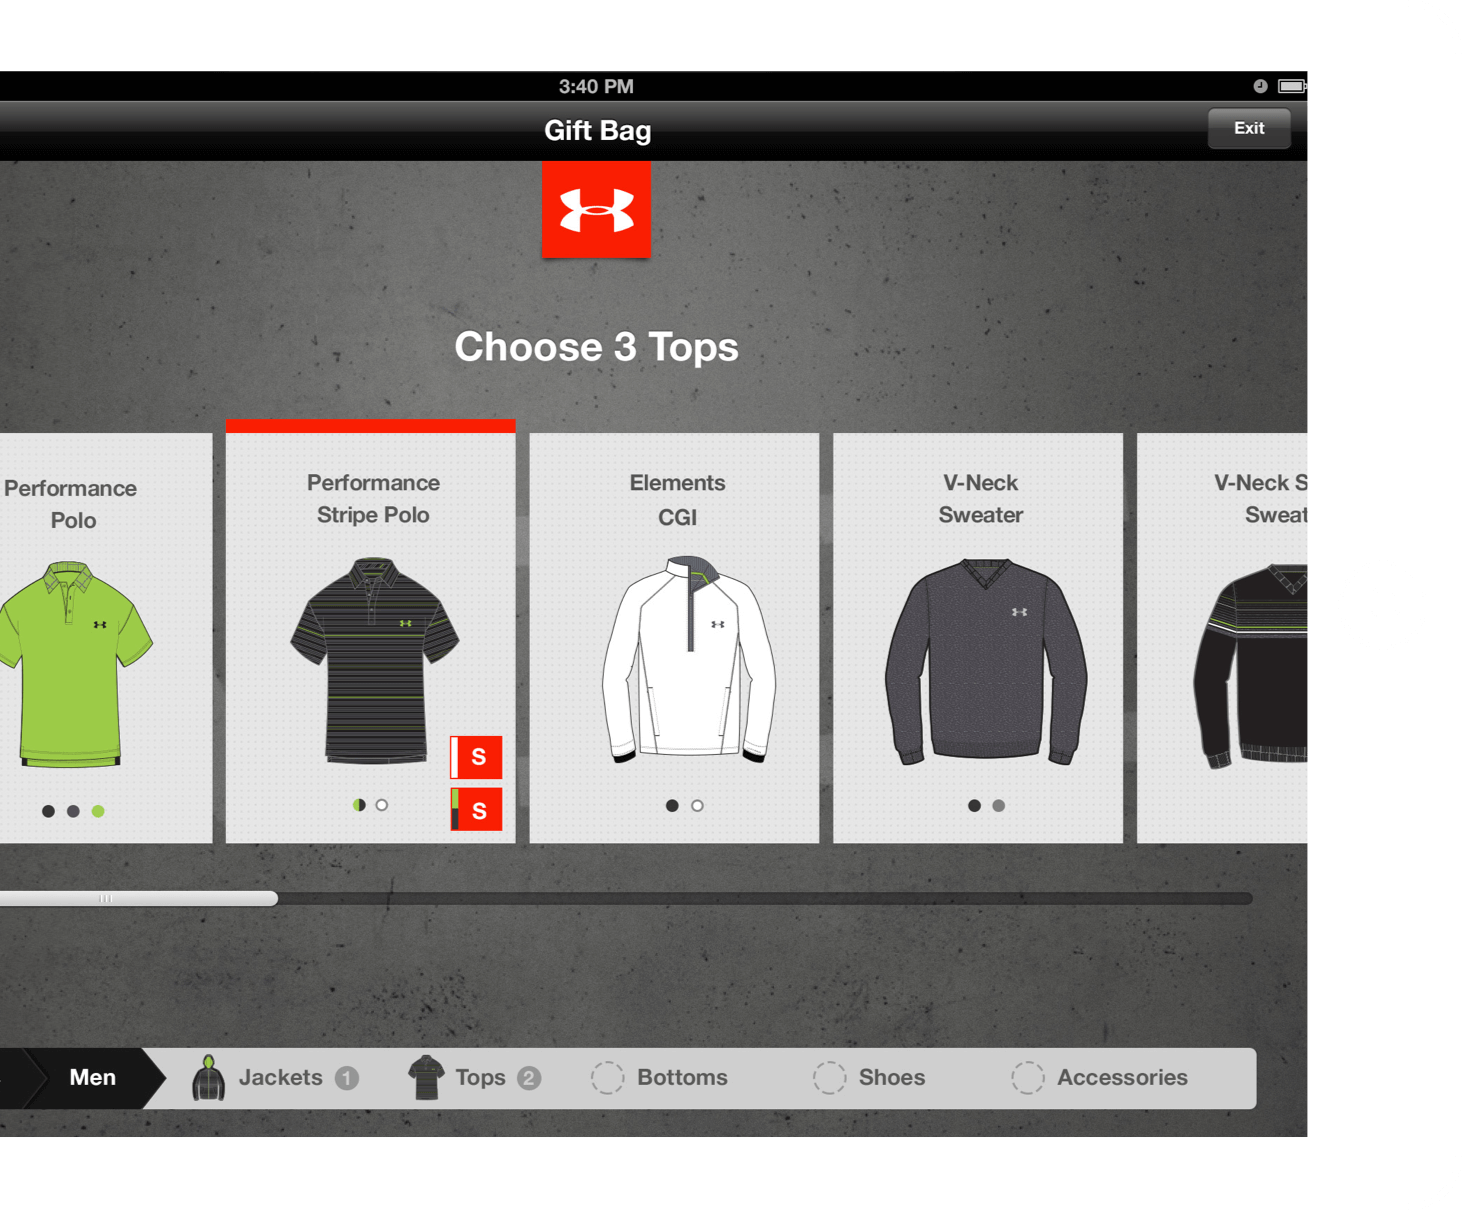 3:40 PM
Gift Bag
Exit
Choose 3 Tops
Performance
Polo
Performance
Stripe Polo
S
S
Elements
CGI
V-Neck
Sweater
V-Neck
Men
Jackets 1
Tops 2
Bottoms
Shoes
Accessories